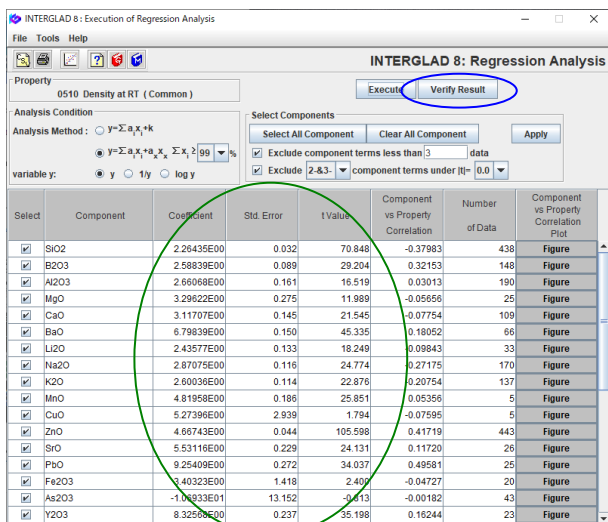 INTERGLAD 8: Execution of Regression Analysis
File Tools Help
INTERGLAD 8: Regression Analysis
Property
0510 Density at RT ( Common )
Execute Verify Result
Analysis Condition
Analysis Method : y=Σaᵢxᵢ+k
y=Σaᵢxᵢ+aᵢxᵢxⱼ Σxᵢ ≥ 99 %
variable y: y 1/y log y
Select Components
Select All Component Clear All Component Apply
Exclude component terms less than 3 data
Exclude 2-&3- component terms under |t|= 0.0
Select Component Coefficient Std. Error t Value Component vs Property Correlation Number of Data Component vs Property Correlation Plot
SiO2 2.26435E00 0.032 70.848 -0.37983 438 Figure
B2O3 2.58839E00 0.089 29.204 0.32153 148 Figure
Al2O3 2.66068E00 0.161 16.519 0.03013 190 Figure
MgO 3.29622E00 0.275 11.989 -0.05656 25 Figure
CaO 3.11707E00 0.145 21.545 -0.07754 109 Figure
BaO 6.79839E00 0.150 45.335 0.18052 66 Figure
Li2O 2.43577E00 0.133 18.249 -0.09843 33 Figure
Na2O 2.87075E00 0.116 24.774 -0.27175 170 Figure
K2O 2.60036E00 0.114 22.876 -0.20754 137 Figure
MnO 4.81958E00 0.186 25.851 0.05356 5 Figure
CuO 5.27396E00 2.939 1.794 -0.07595 5 Figure
ZnO 4.66743E00 0.044 105.598 0.41719 443 Figure
SrO 5.53116E00 0.229 24.131 0.11720 26 Figure
PbO 9.25409E00 0.272 34.037 0.49581 25 Figure
Fe2O3 3.40323E00 1.418 2.400 -0.04727 20 Figure
As2O3 -1.06933E01 13.152 -0.813 -0.00182 43 Figure
Y2O3 8.32568E00 0.237 35.198 0.16244 23 Figure